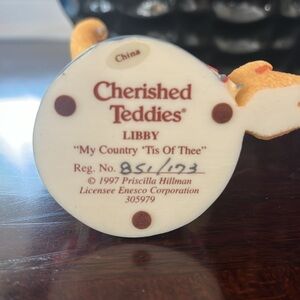 China
Cherished
Teddies®
LIBBY
"My Country 'Tis Of Thee"
Reg. No. 851/173
© 1997 Priscilla Hillman
Licensee Enesco Corporation
305979